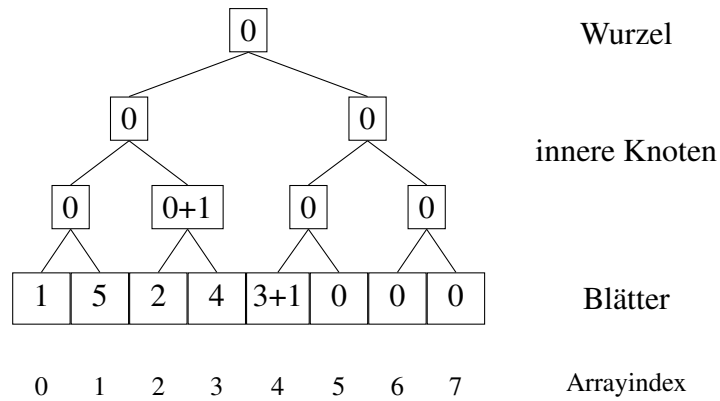 0 Wurzel
0 0
innere Knoten
0 0+1 0 0
1 5 2 4 3+1 0 0 0 Blätter
0 1 2 3 4 5 6 7 Arrayindex